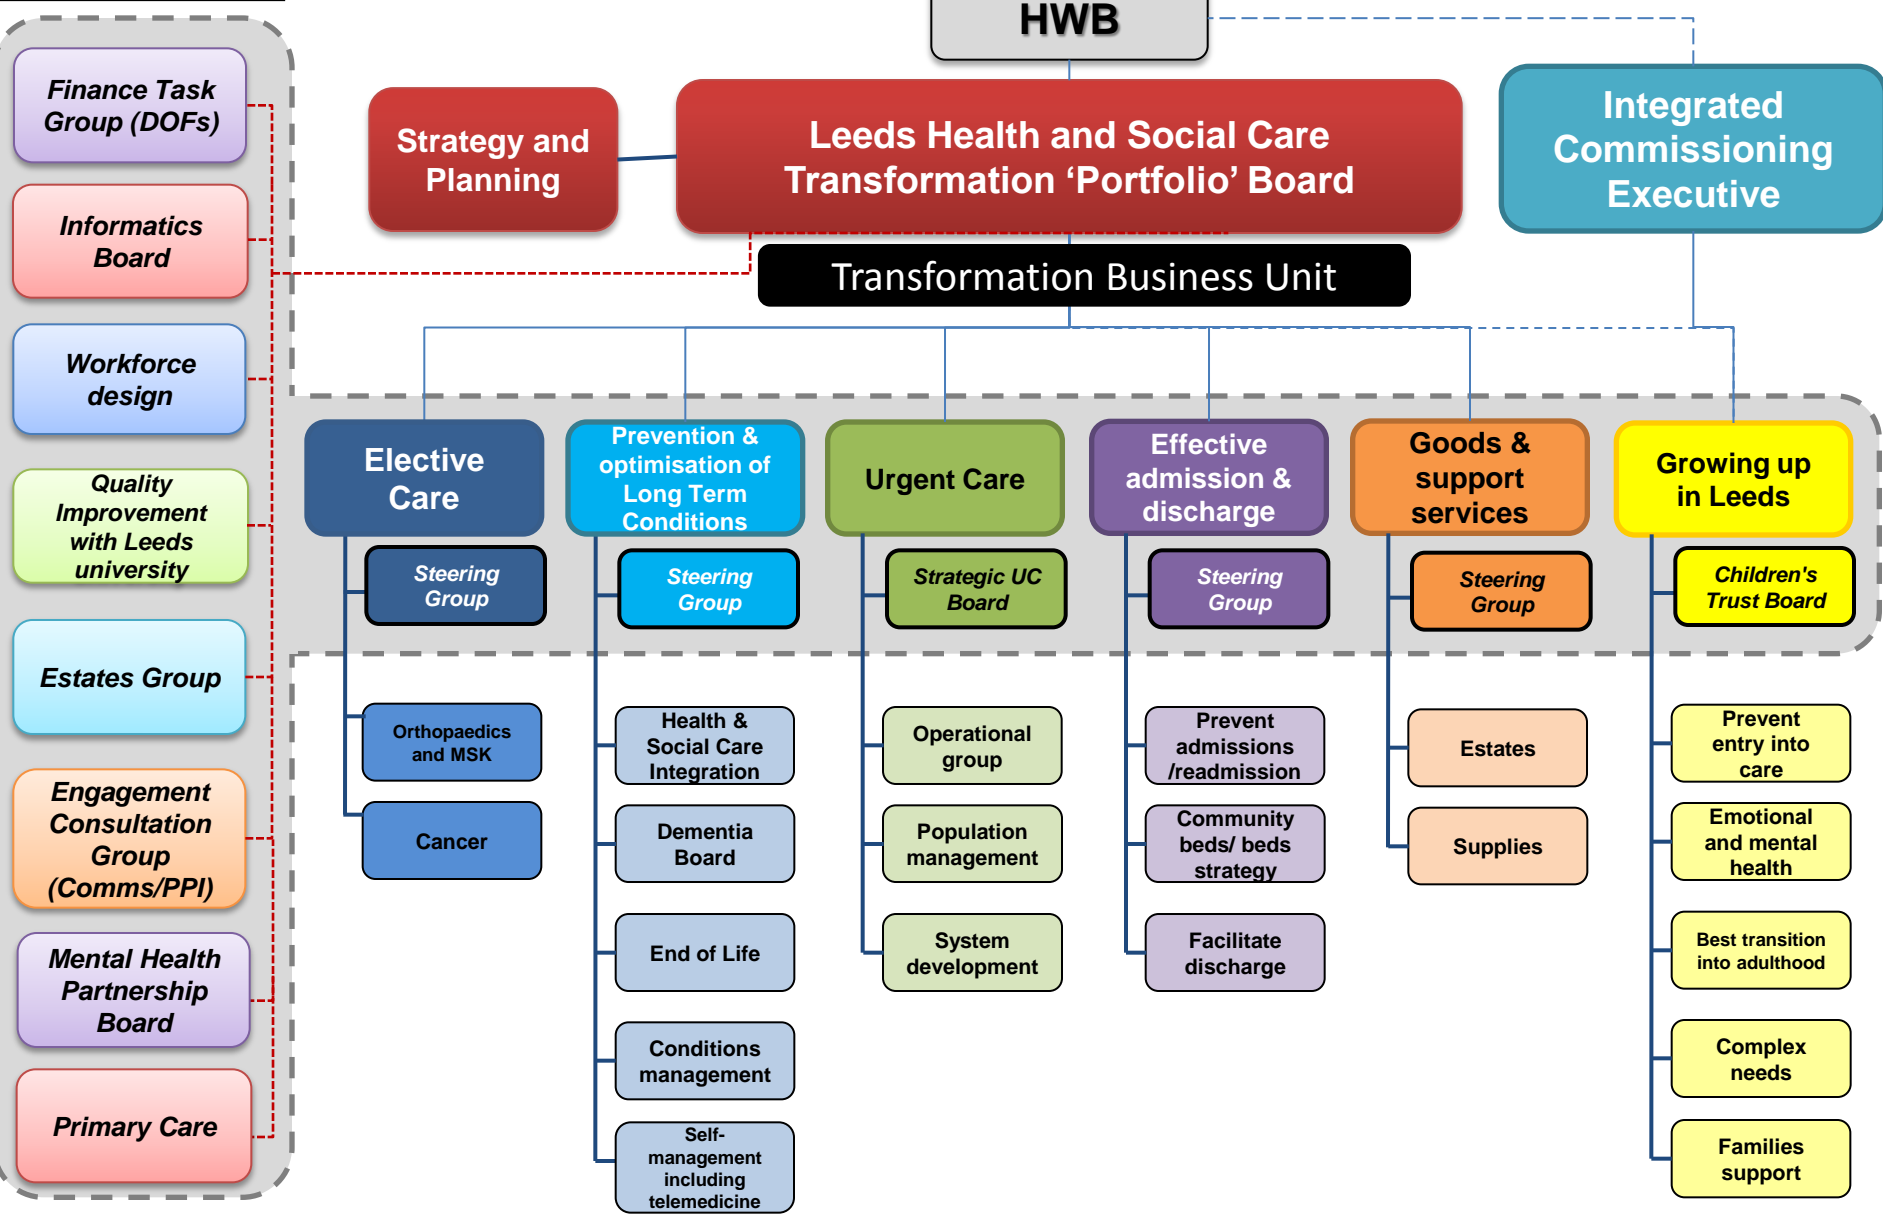 HWB
Strategy and
Planning
Leeds Health and Social Care
Transformation ‘Portfolio’ Board
Integrated
Commissioning
Executive
Transformation Business Unit
Finance Task
Group (DOFs)
Informatics
Board
Workforce
design
Quality
Improvement
with Leeds
university
Estates Group
Engagement
Consultation
Group
(Comms/PPI)
Mental Health
Partnership
Board
Primary Care
Elective
Care
Steering
Group
Orthopaedics
and MSK
Cancer
Prevention &
optimisation of
Long Term
Conditions
Steering
Group
Health &
Social Care
Integration
Dementia
Board
End of Life
Conditions
management
Self-
management
including
telemedicine
Urgent Care
Strategic UC
Board
Operational
group
Population
management
System
development
Effective
admission &
discharge
Steering
Group
Prevent
admissions
/readmission
Community
beds/ beds
strategy
Facilitate
discharge
Goods &
support
services
Steering
Group
Estates
Supplies
Growing up
in Leeds
Children's
Trust Board
Prevent
entry into
care
Emotional
and mental
health
Best transition
into adulthood
Complex
needs
Families
support